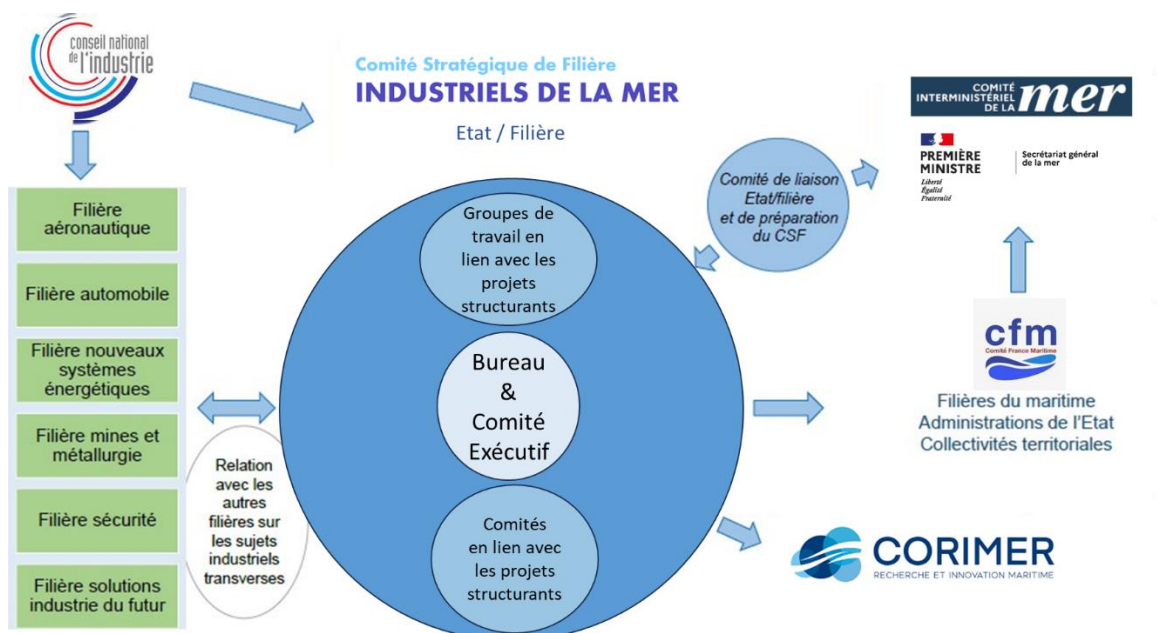 conseil national
de l'industrie
Comité Stratégique de Filière
INDUSTRIELS DE LA MER
Etat / Filière
COMITÉ
INTERMINISTÉRIEL
DE LA
mer
PREMIÈRE
MINISTRE
Liberté
Égalité
Fraternité
Secrétariat général
de la mer
Comité de liaison
Etat/filière
et de préparation
du CSF
Filière
aéronautique
Filière automobile
Filière nouveaux
systèmes
énergétiques
Filière mines et
métallurgie
Filière sécurité
Filière solutions
industrie du futur
Relation
avec les
autres
filières sur
les sujets
industriels
transverses
Groupes de
travail en
lien avec les
projets
structurants
Bureau
&
Comité
Exécutif
Comités
en lien avec
les projets
structurants
cfm
Comité France Maritime
Filières du maritime
Administrations de l'Etat
Collectivités territoriales
CORIMER
RECHERCHE ET INNOVATION MARITIME